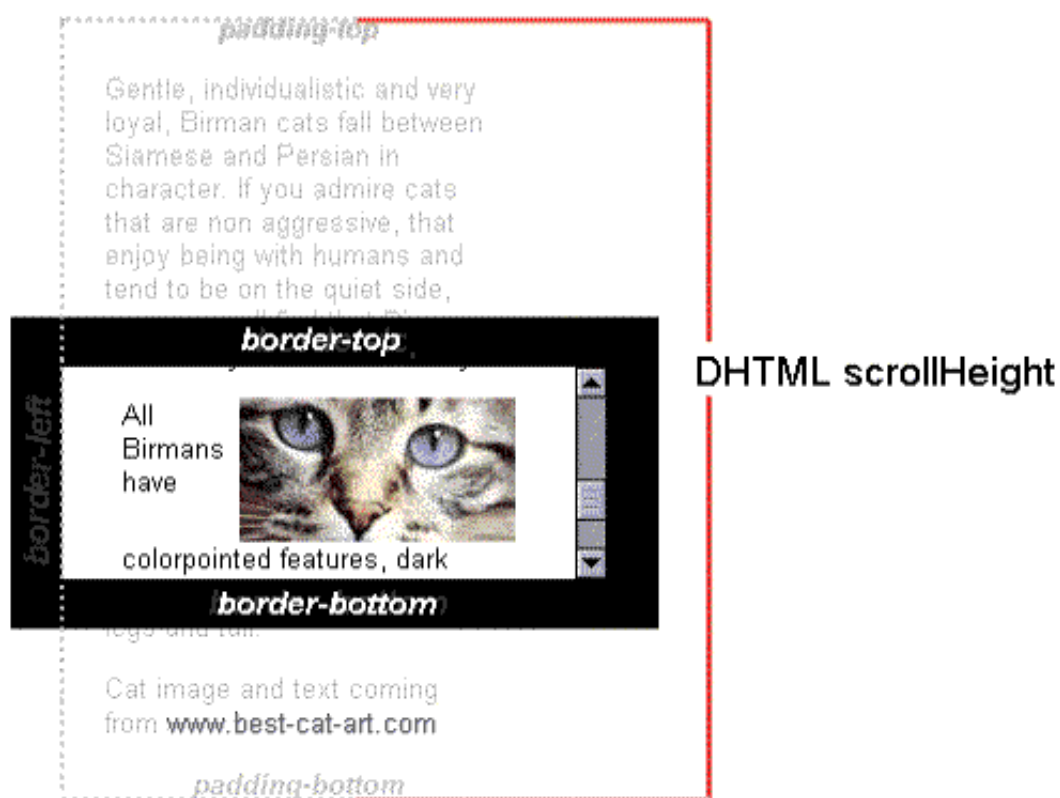 padding-top
Gentle, individualistic and very
loyal, Birman cats fall between
Siamese and Persian in
character. If you admire cats
that are non aggressive, that
enjoy being with humans and
tend to be on the quiet side,
border-top
DHTML scrollHeight
border-left
All
Birmans
have
colorpointed features, dark
border-bottom
legs and tail.
Cat image and text coming
from www.best-cat-art.com
padding-bottom